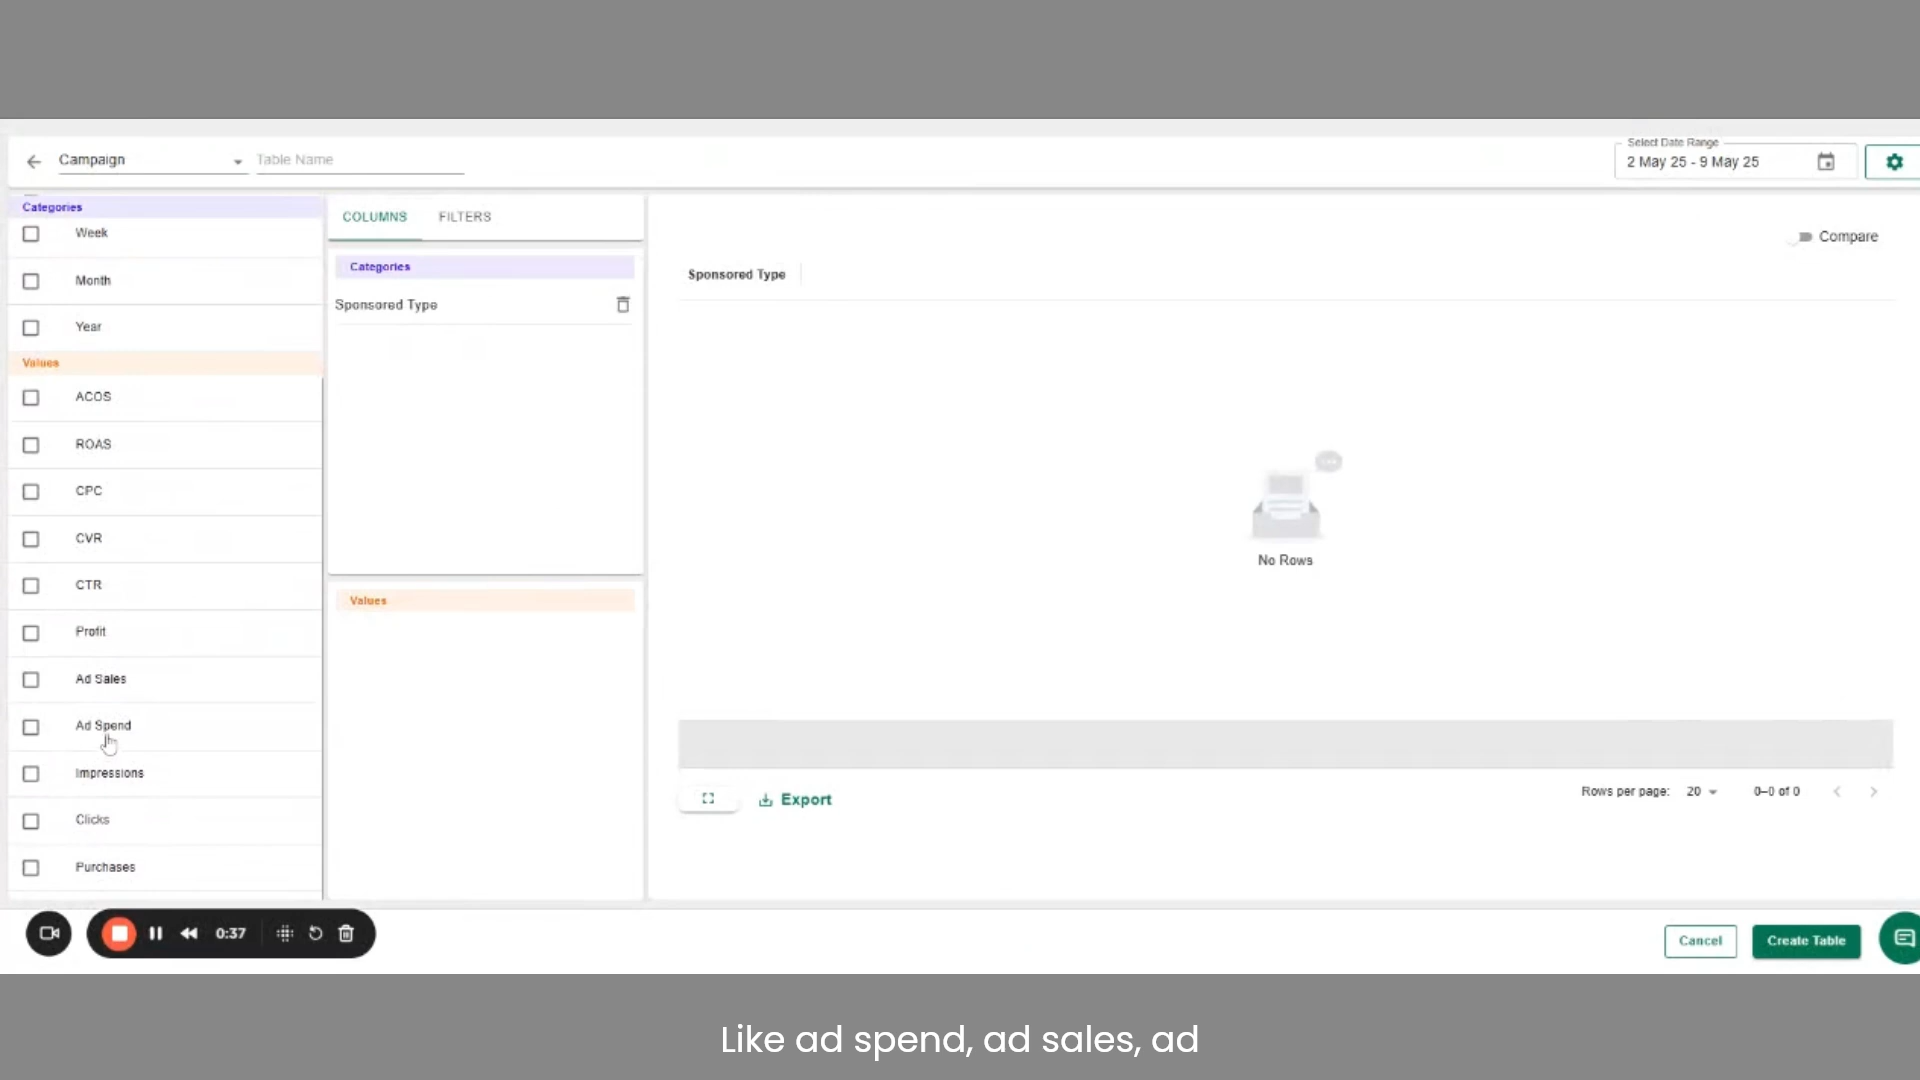 Campaign
Table Name
Select Date Range
2 May 25 - 9 May 25
Categories
Week
Month
Year
Values
ACOS
ROAS
CPC
CVR
CTR
Profit
Ad Sales
Ad Spend
Impressions
Clicks
Purchases
COLUMNS
FILTERS
Categories
Sponsored Type
Values
Compare
Sponsored Type
No Rows
Export
Rows per page: 20
0–0 of 0
0:37
Cancel
Create Table
Like ad spend, ad sales, ad